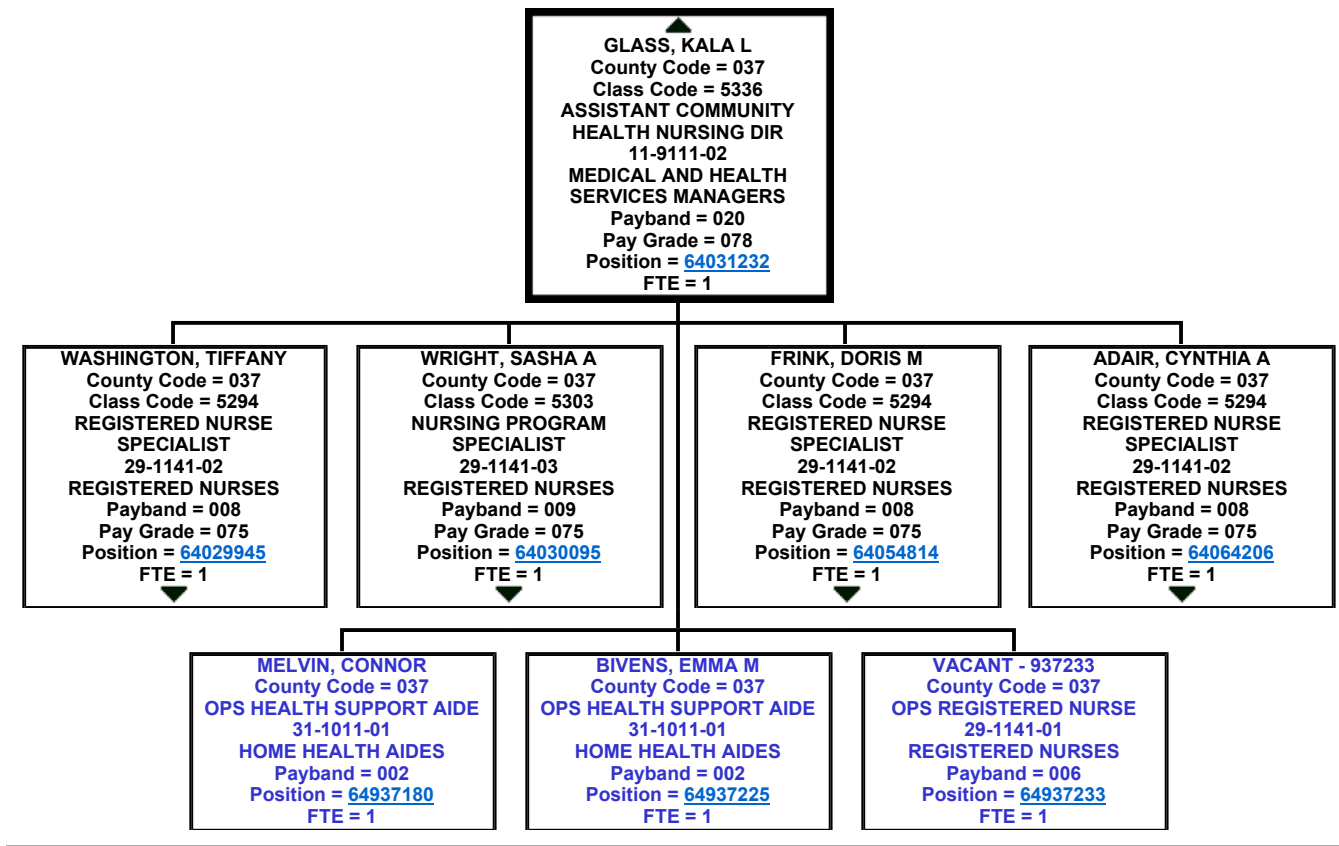 GLASS, KALA L
County Code = 037
Class Code = 5336
ASSISTANT COMMUNITY
HEALTH NURSING DIR
11-9111-02
MEDICAL AND HEALTH
SERVICES MANAGERS
Payband = 020
Pay Grade = 078
Position = 64031232
FTE = 1
WASHINGTON, TIFFANY
County Code = 037
Class Code = 5294
REGISTERED NURSE
SPECIALIST
29-1141-02
REGISTERED NURSES
Payband = 008
Pay Grade = 075
Position = 64029945
FTE = 1
WRIGHT, SASHA A
County Code = 037
Class Code = 5303
NURSING PROGRAM
SPECIALIST
29-1141-03
REGISTERED NURSES
Payband = 009
Pay Grade = 075
Position = 64030095
FTE = 1
FRINK, DORIS M
County Code = 037
Class Code = 5294
REGISTERED NURSE
SPECIALIST
29-1141-02
REGISTERED NURSES
Payband = 008
Pay Grade = 075
Position = 64054814
FTE = 1
ADAIR, CYNTHIA A
County Code = 037
Class Code = 5294
REGISTERED NURSE
SPECIALIST
29-1141-02
REGISTERED NURSES
Payband = 008
Pay Grade = 075
Position = 64064206
FTE = 1
MELVIN, CONNOR
County Code = 037
OPS HEALTH SUPPORT AIDE
31-1011-01
HOME HEALTH AIDES
Payband = 002
Position = 64937180
FTE = 1
BIVENS, EMMA M
County Code = 037
OPS HEALTH SUPPORT AIDE
31-1011-01
HOME HEALTH AIDES
Payband = 002
Position = 64937225
FTE = 1
VACANT - 937233
County Code = 037
OPS REGISTERED NURSE
29-1141-01
REGISTERED NURSES
Payband = 006
Position = 64937233
FTE = 1